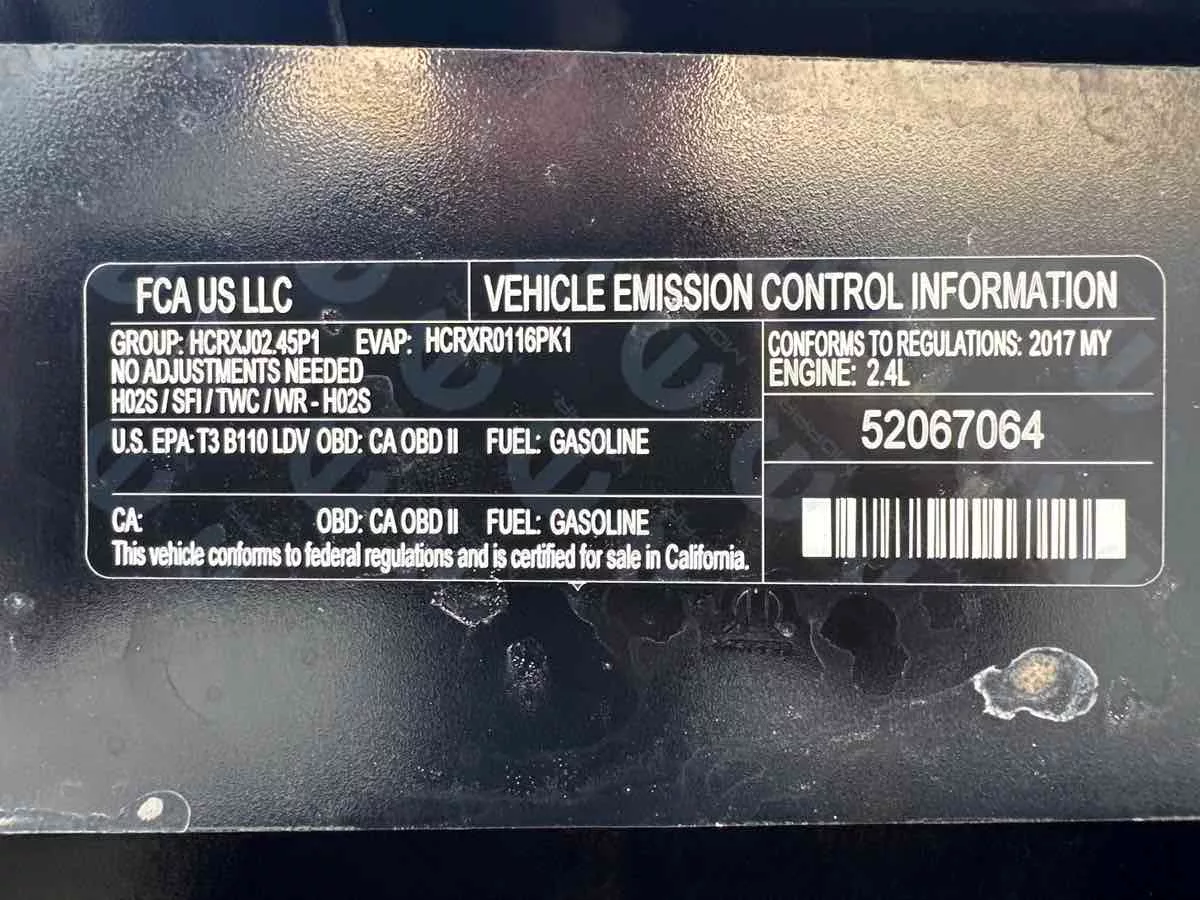 FCA US LLC
VEHICLE EMISSION CONTROL INFORMATION
GROUP: HCRXJ02.45P1 EVAP: HCRXR0116PK1
NO ADJUSTMENTS NEEDED
H02S / SFI / TWC / WR - H02S
CONFORMS TO REGULATIONS: 2017 MY
ENGINE: 2.4L
U.S. EPA: T3 B110 LDV OBD: CA OBD II FUEL: GASOLINE
52067064
CA: OBD: CA OBD II FUEL: GASOLINE
This vehicle conforms to federal regulations and is certified for sale in California.